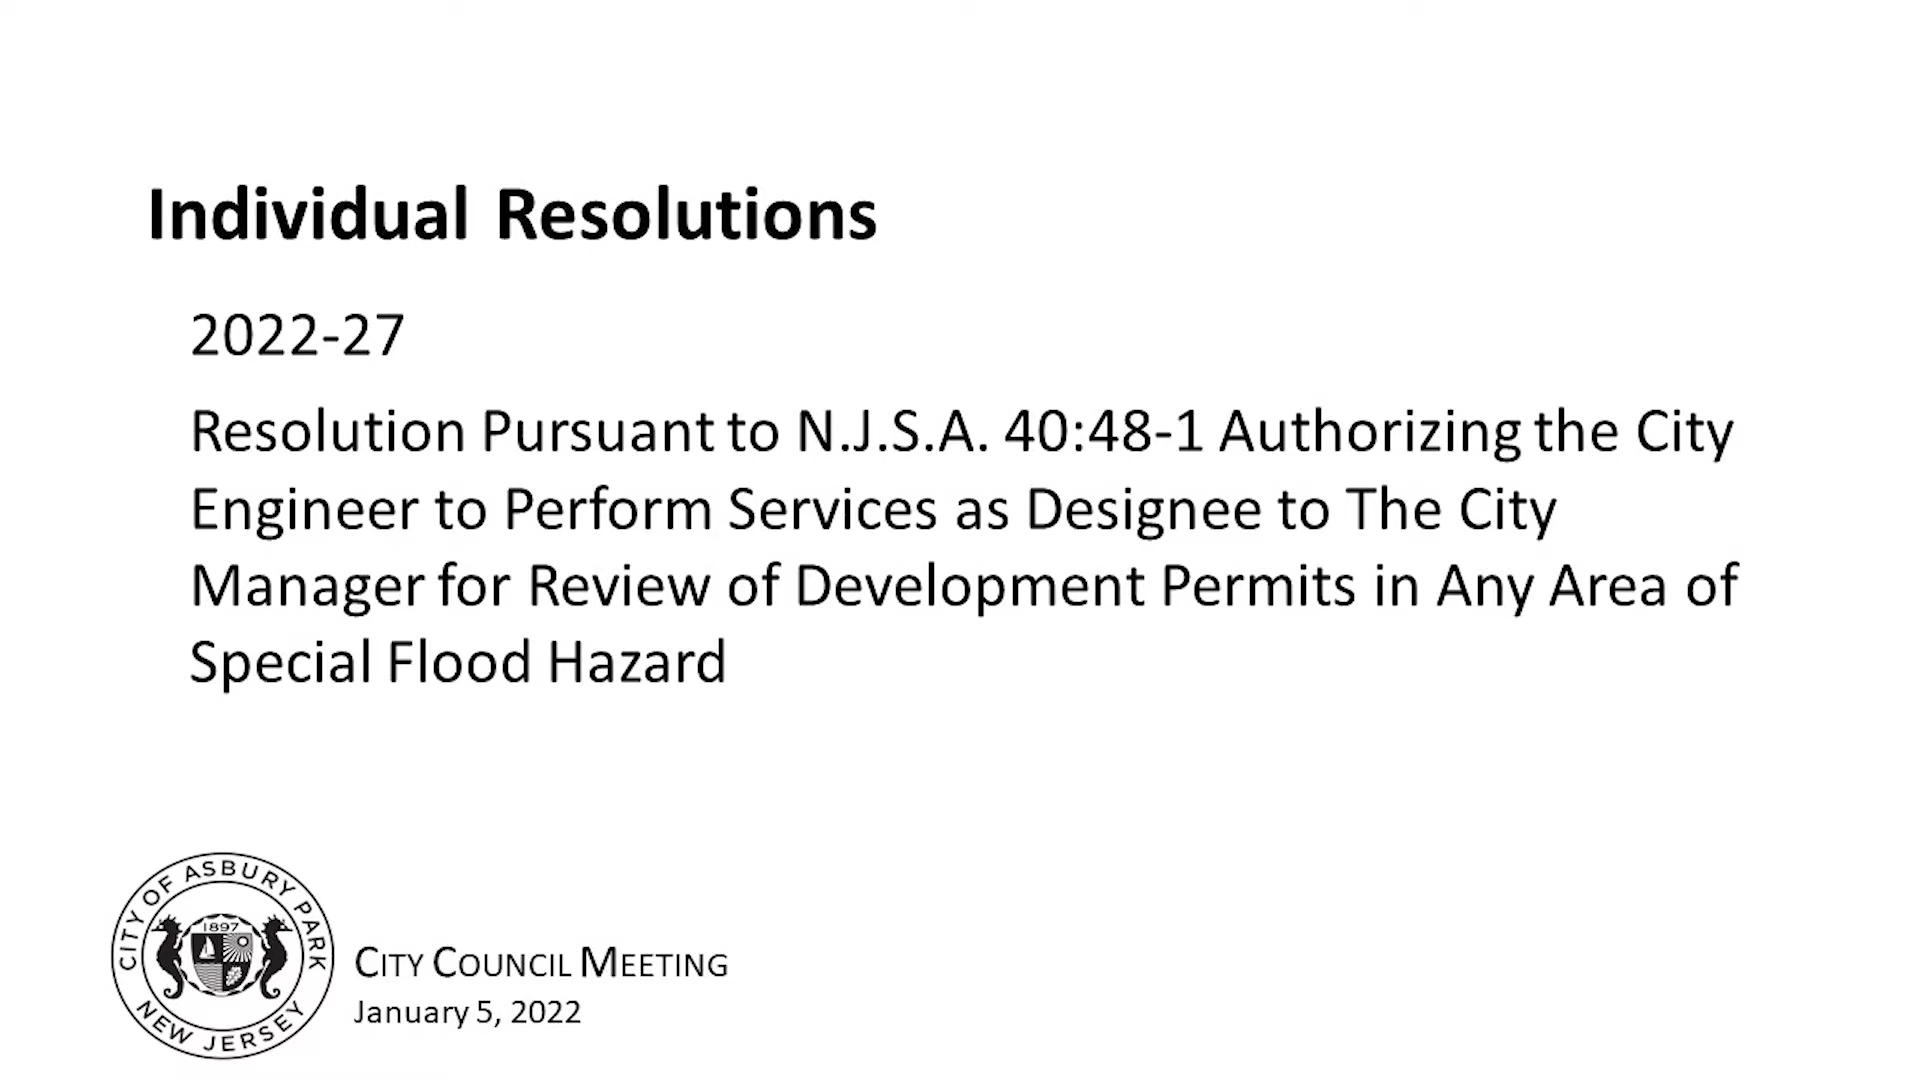 Individual Resolutions
2022-27
Resolution Pursuant to N.J.S.A. 40:48-1 Authorizing the City
Engineer to Perform Services as Designee to The City
Manager for Review of Development Permits in Any Area of
Special Flood Hazard
CITY OF ASBURY PARK
1897
NEW JERSEY
CITY COUNCIL MEETING
January 5, 2022